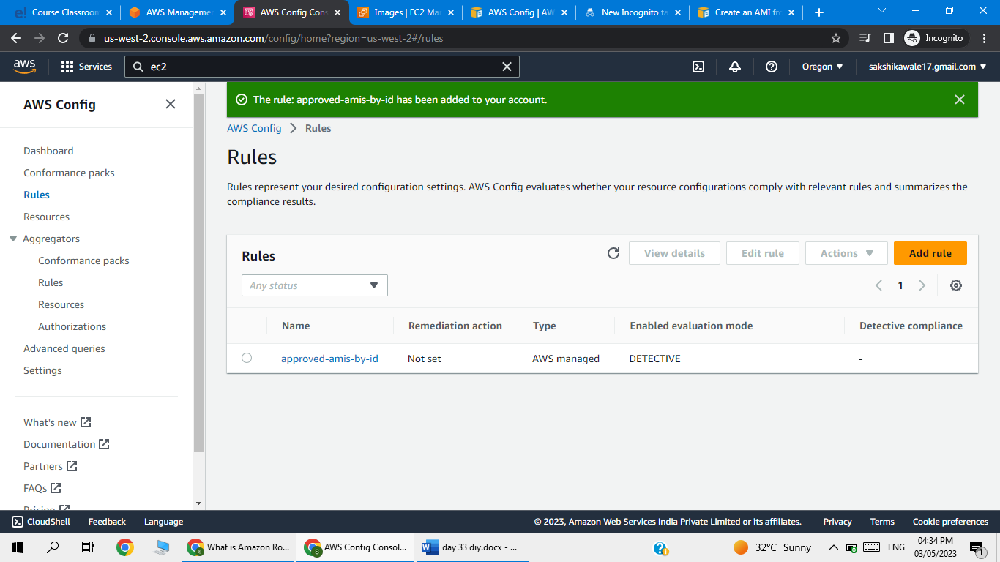 Course Classroom
AWS Manageme
AWS Config Cons
Images | EC2 Ma
AWS Config | AW
New Incognito ta
Create an AMI fro
us-west-2.console.aws.amazon.com/config/home?region=us-west-2#/rules
Incognito
aws
Services
ec2
Oregon
sakshikawale17.gmail.com
AWS Config
Dashboard
Conformance packs
Rules
Resources
Aggregators
Conformance packs
Rules
Resources
Authorizations
Advanced queries
Settings
What's new
Documentation
Partners
FAQs
Pricing
The rule: approved-amis-by-id has been added to your account.
AWS Config > Rules
Rules
Rules represent your desired configuration settings. AWS Config evaluates whether your resource configurations comply with relevant rules and summarizes the
compliance results.
Rules
View details
Edit rule
Actions
Add rule
Any status
1
Name Remediation action Type Enabled evaluation mode Detective compliance
approved-amis-by-id Not set AWS managed DETECTIVE -
CloudShell
Feedback
Language
© 2023, Amazon Web Services India Private Limited or its affiliates.
Privacy
Terms
Cookie preferences
What is Amazon Ro...
AWS Config Consol...
day 33 diy.docx - ...
32°C Sunny
ENG
04:34 PM
03/05/2023
1